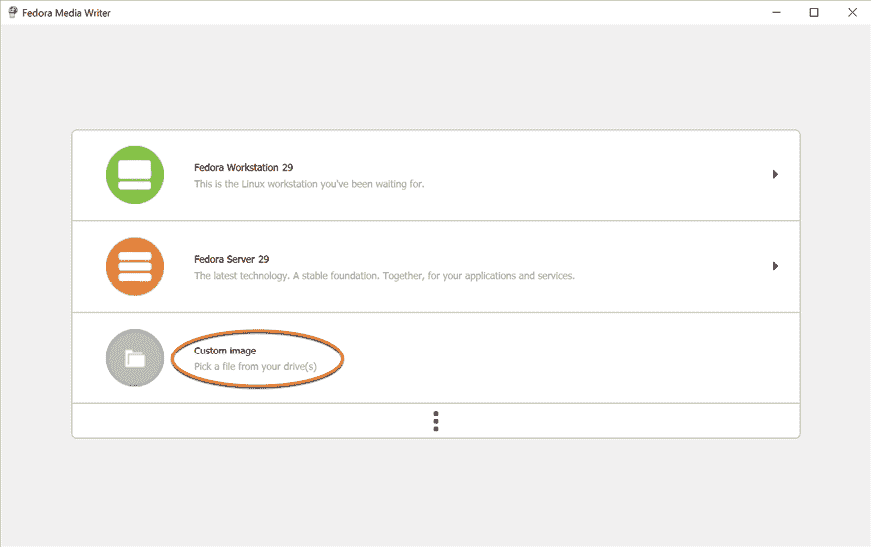 Fedora Media Writer
Fedora Workstation 29
This is the Linux workstation you've been waiting for.
Fedora Server 29
The latest technology. A stable foundation. Together, for your applications and services.
Custom image
Pick a file from your drive(s)